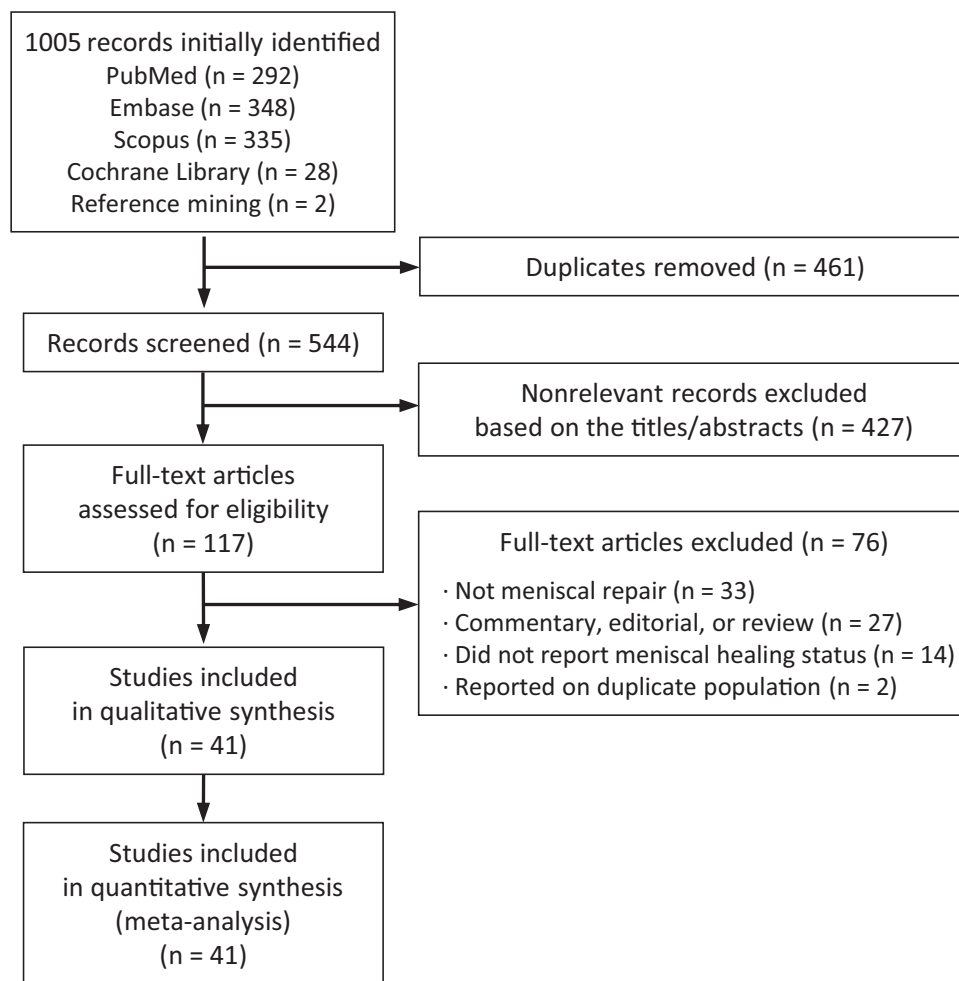 1005 records initially identified
PubMed (n = 292)
Embase (n = 348)
Scopus (n = 335)
Cochrane Library (n = 28)
Reference mining (n = 2)
Duplicates removed (n = 461)
Records screened (n = 544)
Nonrelevant records excluded
based on the titles/abstracts (n = 427)
Full-text articles
assessed for eligibility
(n = 117)
Full-text articles excluded (n = 76)
· Not meniscal repair (n = 33)
· Commentary, editorial, or review (n = 27)
· Did not report meniscal healing status (n = 14)
· Reported on duplicate population (n = 2)
Studies included
in qualitative synthesis
(n = 41)
Studies included
in quantitative synthesis
(meta-analysis)
(n = 41)